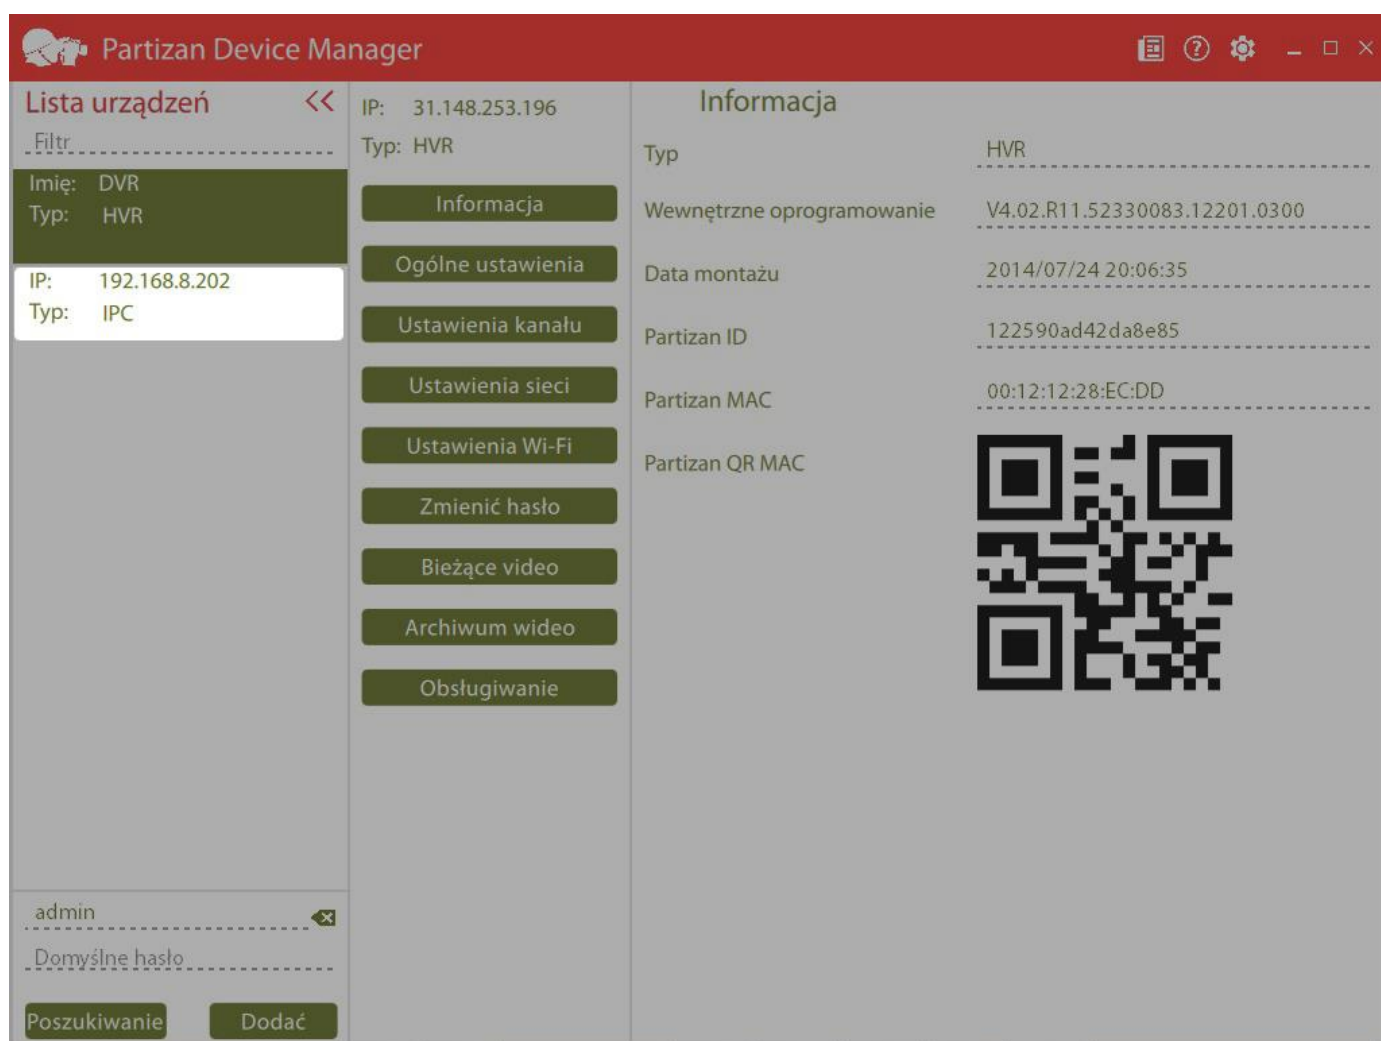 Partizan Device Manager
Lista urządzeń <<
Filtr
Imię: DVR
Typ: HVR
IP: 192.168.8.202
Typ: IPC
admin
Domyślne hasło
Poszukiwanie Dodać
IP: 31.148.253.196
Typ: HVR
Informacja
Ogólne ustawienia
Ustawienia kanału
Ustawienia sieci
Ustawienia Wi-Fi
Zmienić hasło
Bieżące video
Archiwum wideo
Obsługiwanie
Informacja
Typ HVR
Wewnętrzne oprogramowanie V4.02.R11.52330083.12201.0300
Data montażu 2014/07/24 20:06:35
Partizan ID 122590ad42da8e85
Partizan MAC 00:12:12:28:EC:DD
Partizan QR MAC